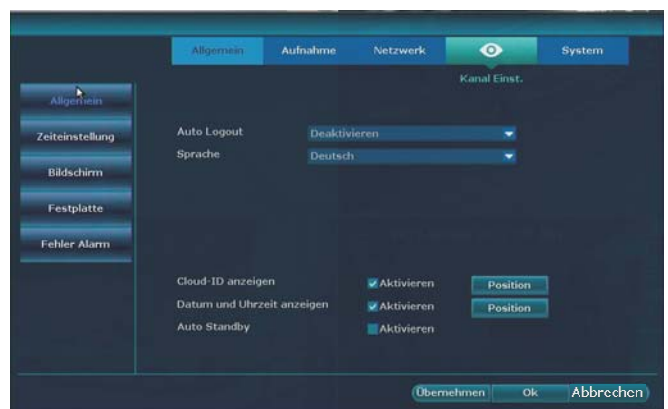 Allgemein Aufnahme Netzwerk System
Kanal Einst.
Allgemein
Zeiteinstellung
Bildschirm
Festplatte
Fehler Alarm
Auto Logout Deaktivieren
Sprache Deutsch
Cloud-ID anzeigen Aktivieren Position
Datum und Uhrzeit anzeigen Aktivieren Position
Auto Standby Aktivieren
Übernehmen Ok Abbrechen